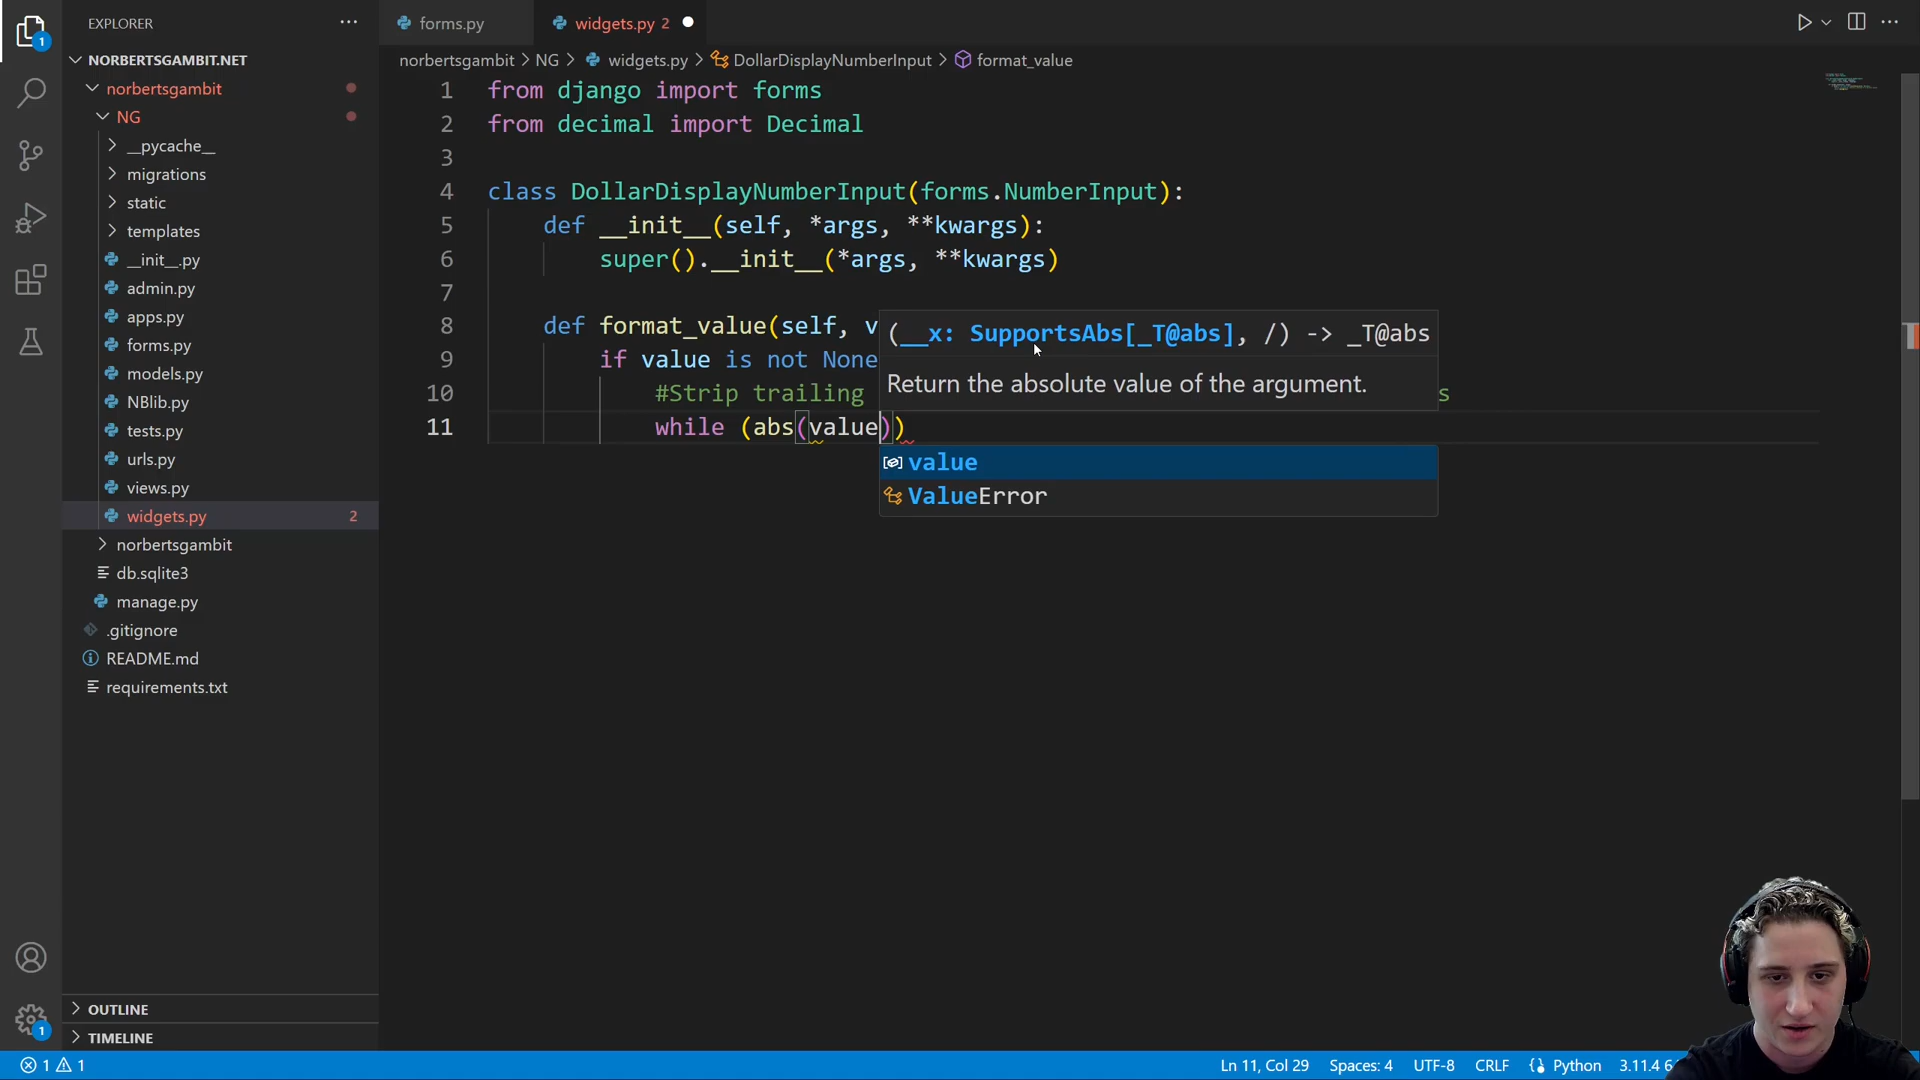 EXPLORER
forms.py
widgets.py 2
NORBERTSGAMBIT.NET
norbertsgambit > NG > widgets.py > DollarDisplayNumberInput > format_value
norbertsgambit
NG
__pycache__
migrations
static
templates
__init__.py
admin.py
apps.py
forms.py
models.py
NBlib.py
tests.py
urls.py
views.py
widgets.py 2
norbertsgambit
db.sqlite3
manage.py
.gitignore
README.md
requirements.txt
OUTLINE
TIMELINE
1 from django import forms
2 from decimal import Decimal
3
4 class DollarDisplayNumberInput(forms.NumberInput):
5 def __init__(self, *args, **kwargs):
6 super().__init__(*args, **kwargs)
7
8 def format_value(self, v
9 if value is not None
10 #Strip trailing s
11 while (abs(value))
(__x: SupportsAbs[_T@abs], /) -> _T@abs
Return the absolute value of the argument.
value
ValueError
1
1
1 1
Ln 11, Col 29 Spaces: 4 UTF-8 CRLF Python 3.11.4 6